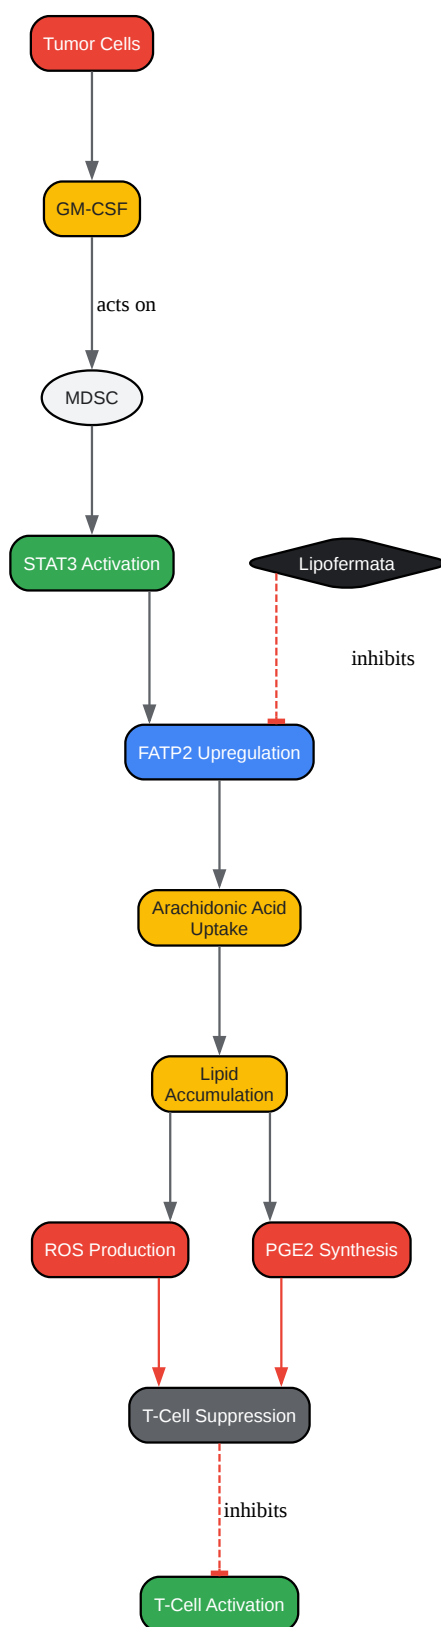 Tumor Cells
GM-CSF
acts on
MDSC
STAT3 Activation
Lipofermata
inhibits
FATP2 Upregulation
Arachidonic Acid
Uptake
Lipid
Accumulation
ROS Production
PGE2 Synthesis
T-Cell Suppression
inhibits
T-Cell Activation